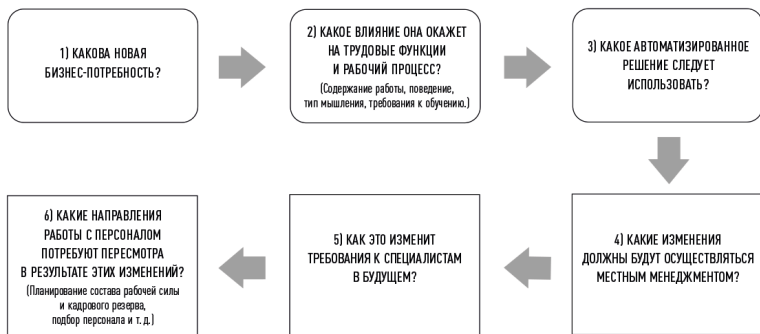 1) КАКОВА НОВАЯ
БИЗНЕС-ПОТРЕБНОСТЬ?
2) КАКОЕ ВЛИЯНИЕ ОНА ОКАЖЕТ
НА ТРУДОВЫЕ ФУНКЦИИ
И РАБОЧИЙ ПРОЦЕСС?
(Содержание работы, поведение,
тип мышления, требования к обучению.)
3) КАКОЕ АВТОМАТИЗИРОВАННОЕ
РЕШЕНИЕ СЛЕДУЕТ
ИСПОЛЬЗОВАТЬ?
4) КАКИЕ ИЗМЕНЕНИЯ
ДОЛЖНЫ БУДУТ ОСУЩЕСТВЛЯТЬСЯ
МЕСТНЫМ МЕНЕДЖМЕНТОМ?
5) КАК ЭТО ИЗМЕНИТ
ТРЕБОВАНИЯ К СПЕЦИАЛИСТАМ
В БУДУЩЕМ?
6) КАКИЕ НАПРАВЛЕНИЯ
РАБОТЫ С ПЕРСОНАЛОМ
ПОТРЕБУЮТ ПЕРЕСМОТРА
В РЕЗУЛЬТАТЕ ЭТИХ ИЗМЕНЕНИЙ?
(Планирование состава рабочей силы
и кадрового резерва,
подбор персонала и т. д.)